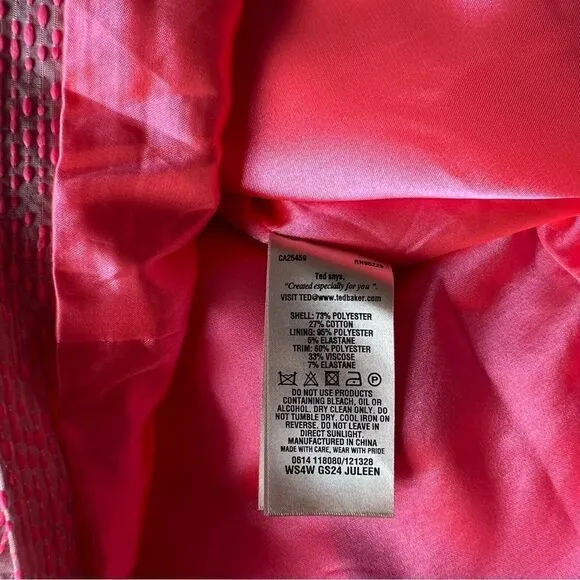 CA25459 RN96229
Ted says,
"Created especially for you ".
VISIT TED@www.tedbaker.com
SHELL: 73% POLYESTER
27% COTTON
LINING: 95% POLYESTER
5% ELASTANE
TRIM: 60% POLYESTER
33% VISCOSE
7% ELASTANE
DO NOT USE PRODUCTS
CONTAINING BLEACH, OIL OR
ALCOHOL. DRY CLEAN ONLY. DO
NOT TUMBLE DRY. COOL IRON ON
REVERSE. DO NOT LEAVE IN
DIRECT SUNLIGHT.
MANUFACTURED IN CHINA
MADE WITH CARE, WEAR WITH PRIDE
0614 118080/121328
WS4W GS24 JULEEN